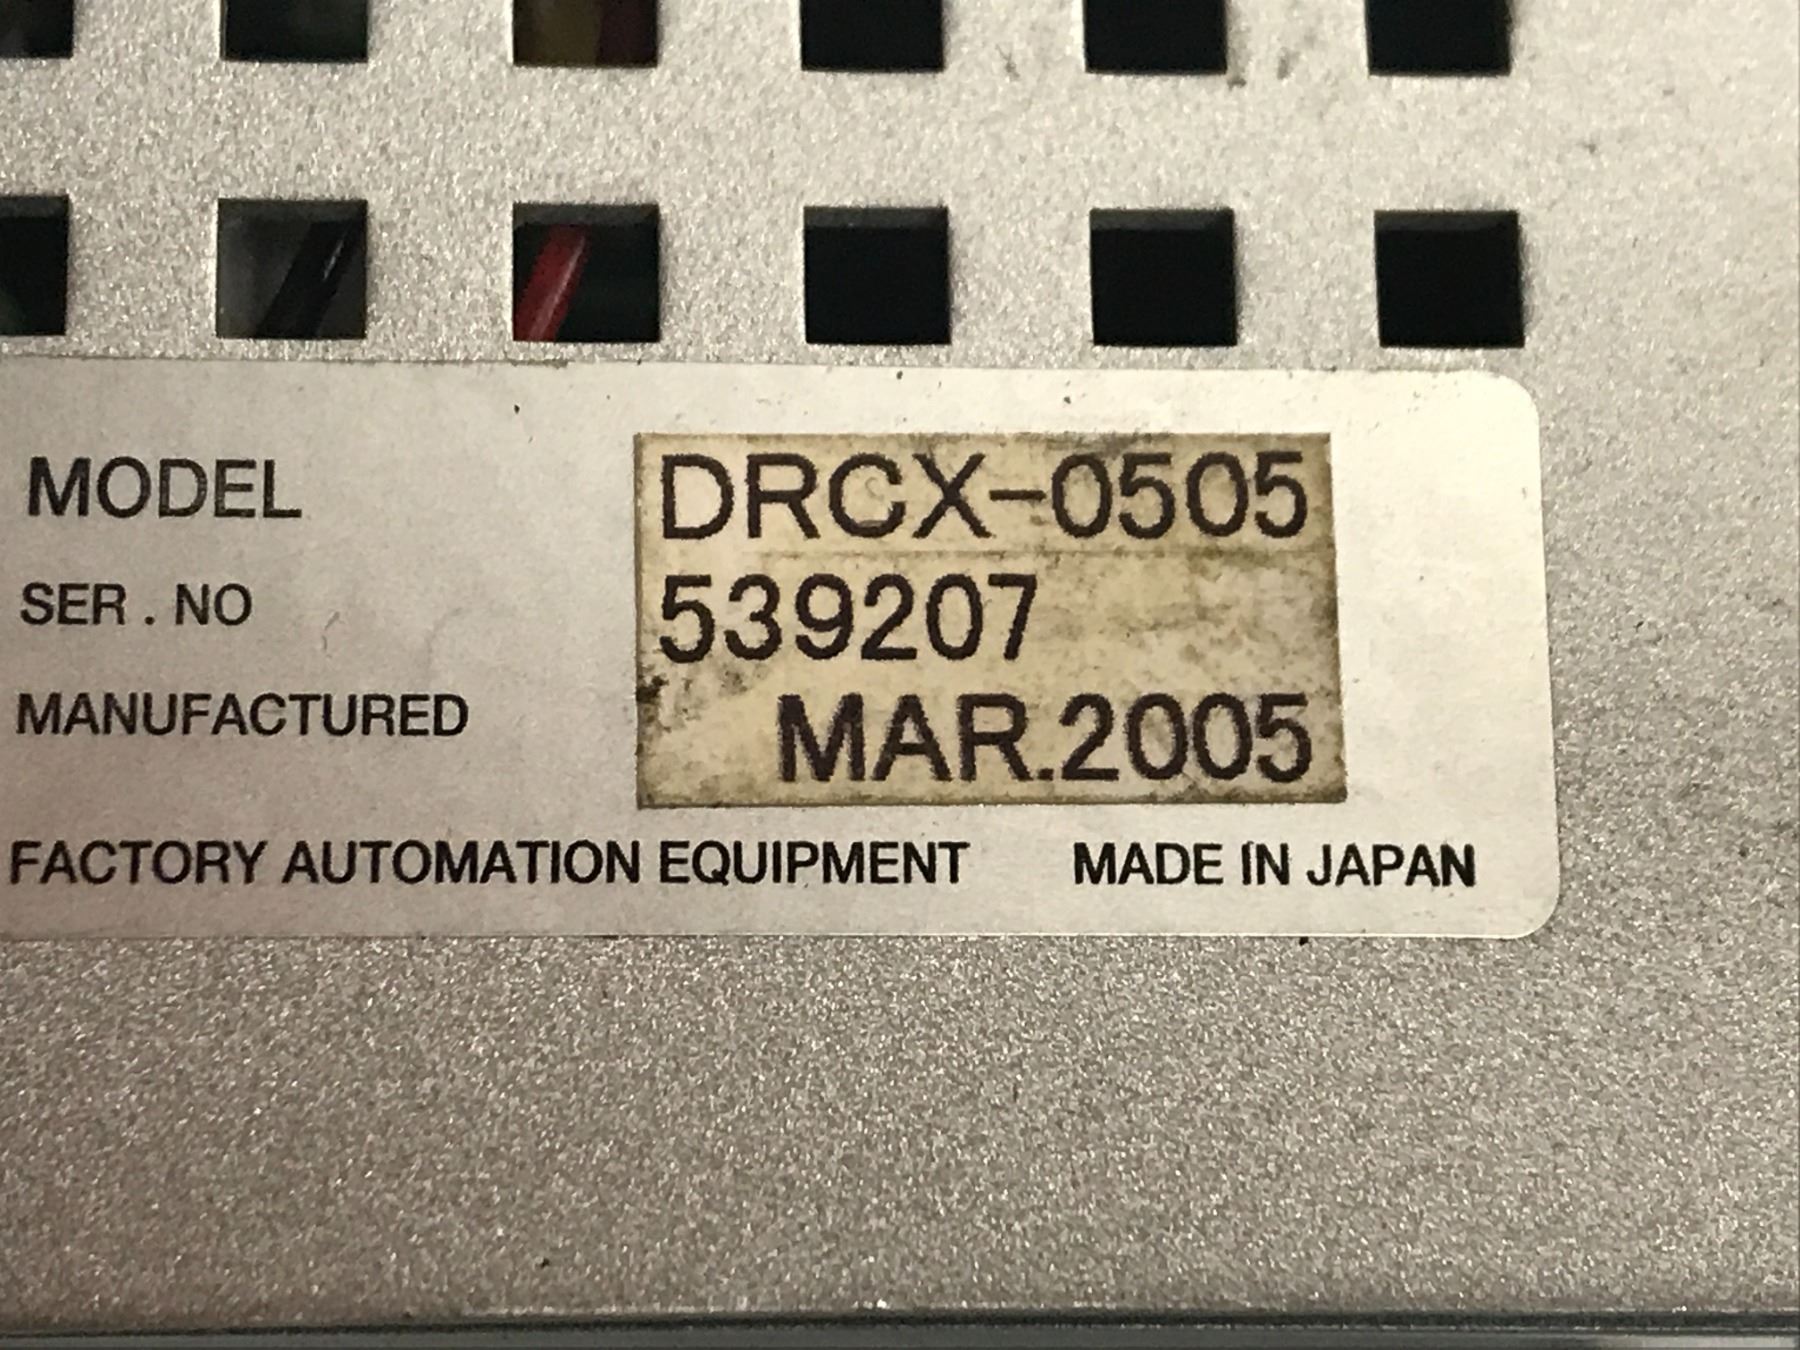 MODEL DRCX-0505
SER. NO 539207
MANUFACTURED MAR.2005
FACTORY AUTOMATION EQUIPMENT MADE IN JAPAN